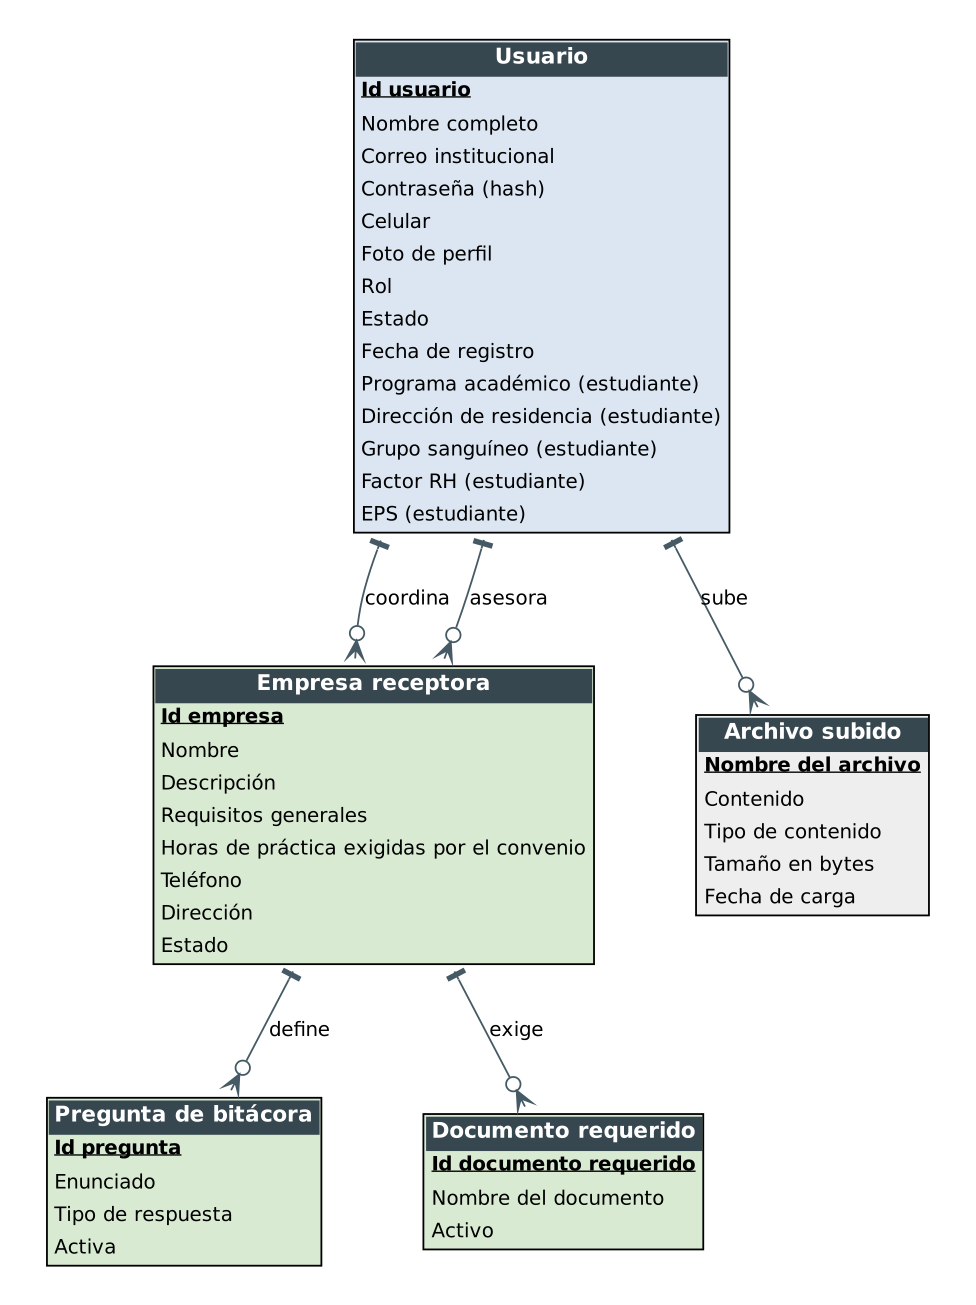 Usuario
Id usuario
Nombre completo
Correo institucional
Contraseña (hash)
Celular
Foto de perfil
Rol
Estado
Fecha de registro
Programa académico (estudiante)
Dirección de residencia (estudiante)
Grupo sanguíneo (estudiante)
Factor RH (estudiante)
EPS (estudiante)
coordina
asesora
sube
Empresa receptora
Id empresa
Nombre
Descripción
Requisitos generales
Horas de práctica exigidas por el convenio
Teléfono
Dirección
Estado
Archivo subido
Nombre del archivo
Contenido
Tipo de contenido
Tamaño en bytes
Fecha de carga
define
exige
Pregunta de bitácora
Id pregunta
Enunciado
Tipo de respuesta
Activa
Documento requerido
Id documento requerido
Nombre del documento
Activo